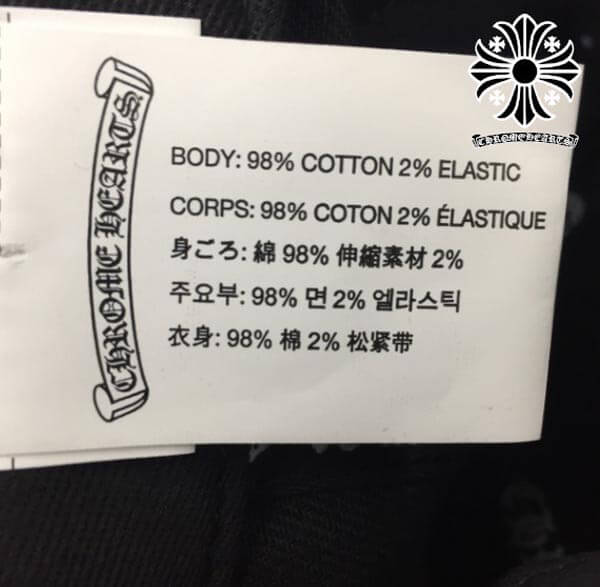 CHROME HEARTS
CHROMEHEARTS
BODY: 98% COTTON 2% ELASTIC
CORPS: 98% COTON 2% ÉLASTIQUE
身ごろ: 綿 98% 伸縮素材 2%
주요부: 98% 면 2% 엘라스틱
衣身: 98% 棉 2% 松紧带